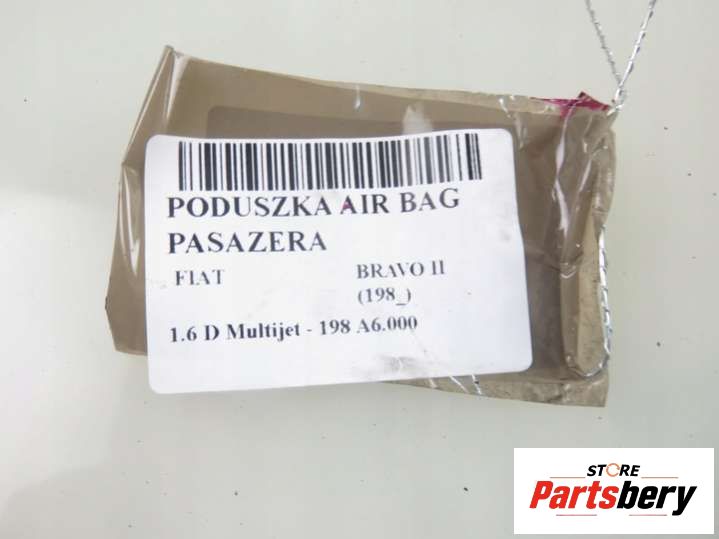 PODUSZKA AIR BAG
PASAZERA
FIAT BRAVO II
(198_)
1.6 D Multijet - 198 A6.000
STORE
Partsbery